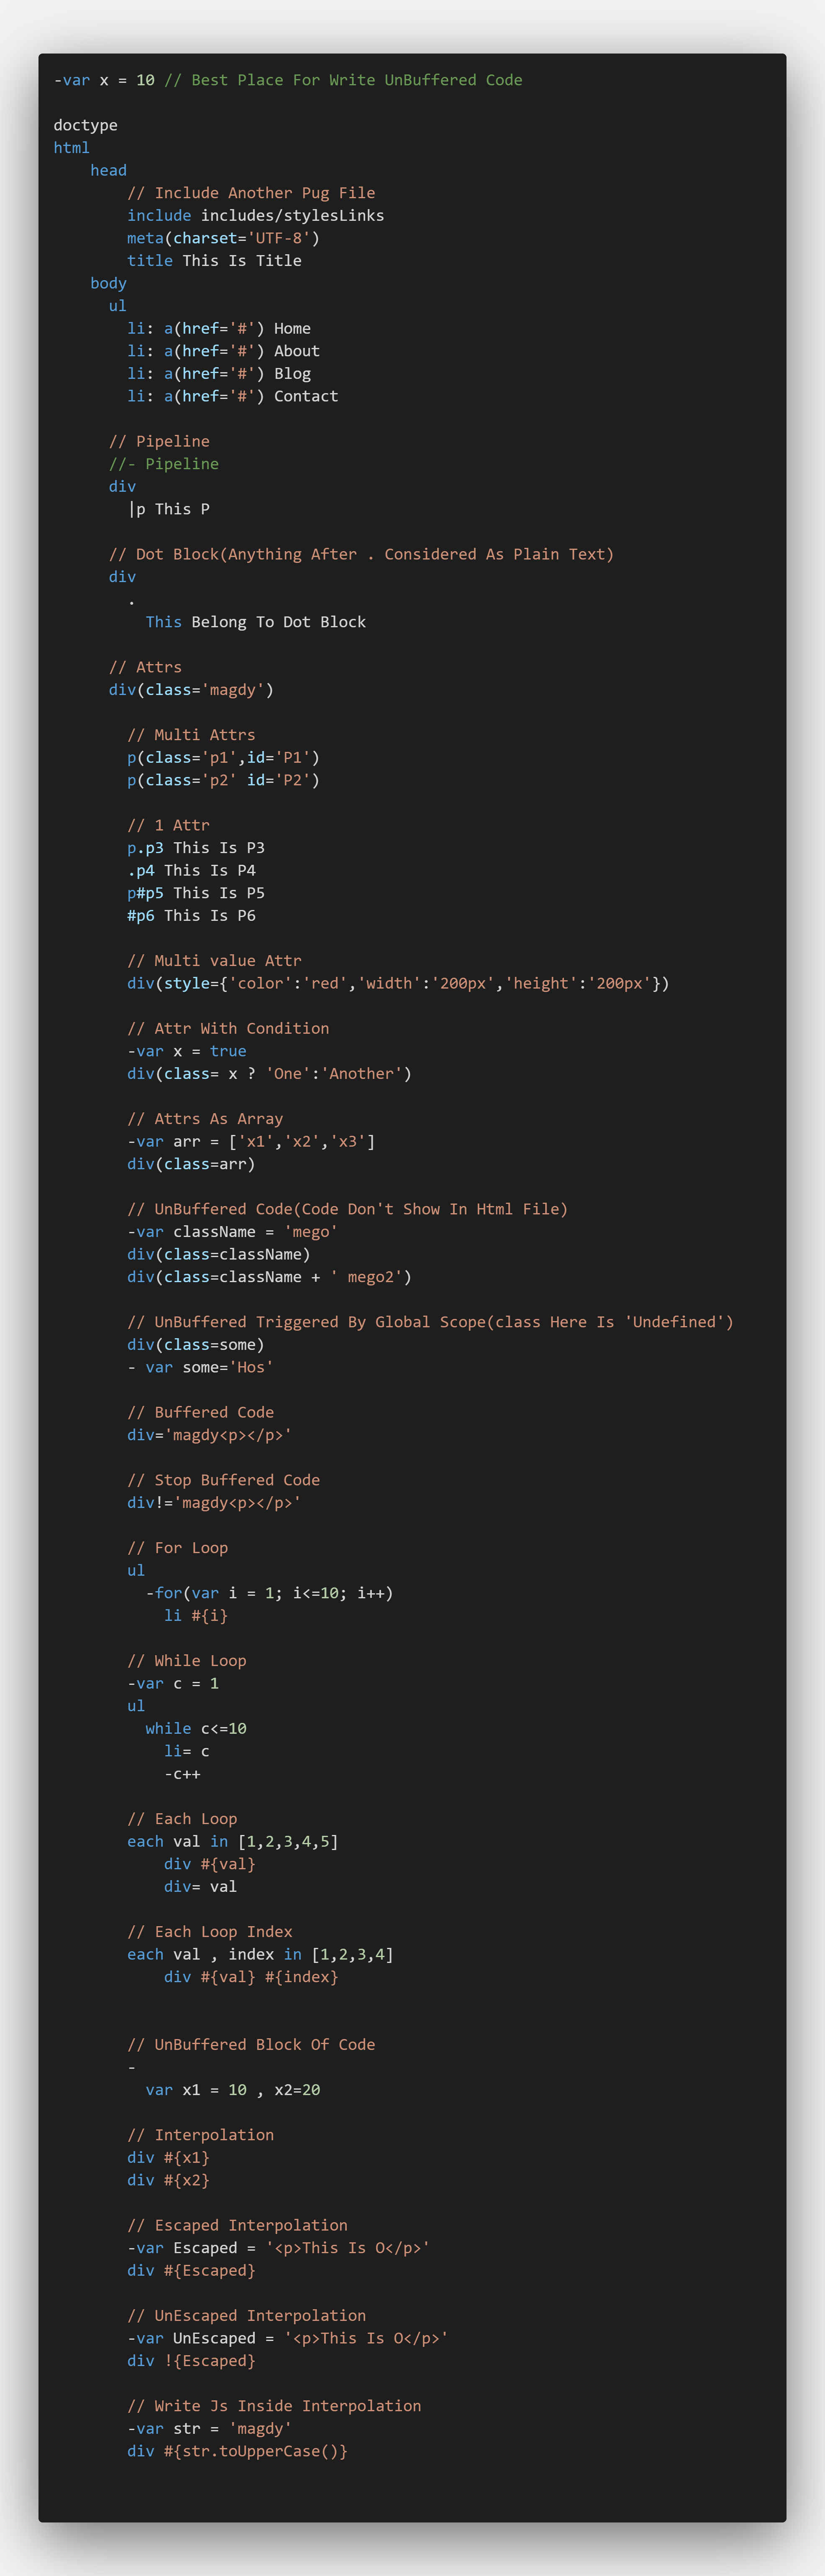 -var x = 10 // Best Place For Write UnBuffered Code

doctype
html
    head
        // Include Another Pug File
        include includes/stylesLinks
        meta(charset='UTF-8')
        title This Is Title
    body
      ul
        li: a(href='#') Home
        li: a(href='#') About
        li: a(href='#') Blog
        li: a(href='#') Contact

      // Pipeline
      //- Pipeline
      div
        |p This P

      // Dot Block(Anything After . Considered As Plain Text)
      div
        .
          This Belong To Dot Block

      // Attrs
      div(class='magdy')

        // Multi Attrs
        p(class='p1',id='P1')
        p(class='p2' id='P2')

        // 1 Attr
        p.p3 This Is P3
        .p4 This Is P4
        p#p5 This Is P5
        #p6 This Is P6

        // Multi value Attr
        div(style={'color':'red','width':'200px','height':'200px'})

        // Attr With Condition
        -var x = true
        div(class= x ? 'One':'Another')

        // Attrs As Array
        -var arr = ['x1','x2','x3']
        div(class=arr)

        // UnBuffered Code(Code Don't Show In Html File)
        -var className = 'mego'
        div(class=className)
        div(class=className + ' mego2')

        // UnBuffered Triggered By Global Scope(class Here Is 'Undefined')
        div(class=some)
        - var some='Hos'

        // Buffered Code
        div='magdy<p></p>'

        // Stop Buffered Code
        div!='magdy<p></p>'

        // For Loop
        ul
          -for(var i = 1; i<=10; i++)
            li #{i}

        // While Loop
        -var c = 1
        ul
          while c<=10
            li= c
            -c++

        // Each Loop
        each val in [1,2,3,4,5]
            div #{val}
            div= val

        // Each Loop Index
        each val , index in [1,2,3,4]
            div #{val} #{index}


        // UnBuffered Block Of Code
        -
          var x1 = 10 , x2=20

        // Interpolation
        div #{x1}
        div #{x2}

        // Escaped Interpolation
        -var Escaped = '<p>This Is O</p>'
        div #{Escaped}

        // UnEscaped Interpolation
        -var UnEscaped = '<p>This Is O</p>'
        div !{Escaped}

        // Write Js Inside Interpolation
        -var str = 'magdy'
        div #{str.toUpperCase()}